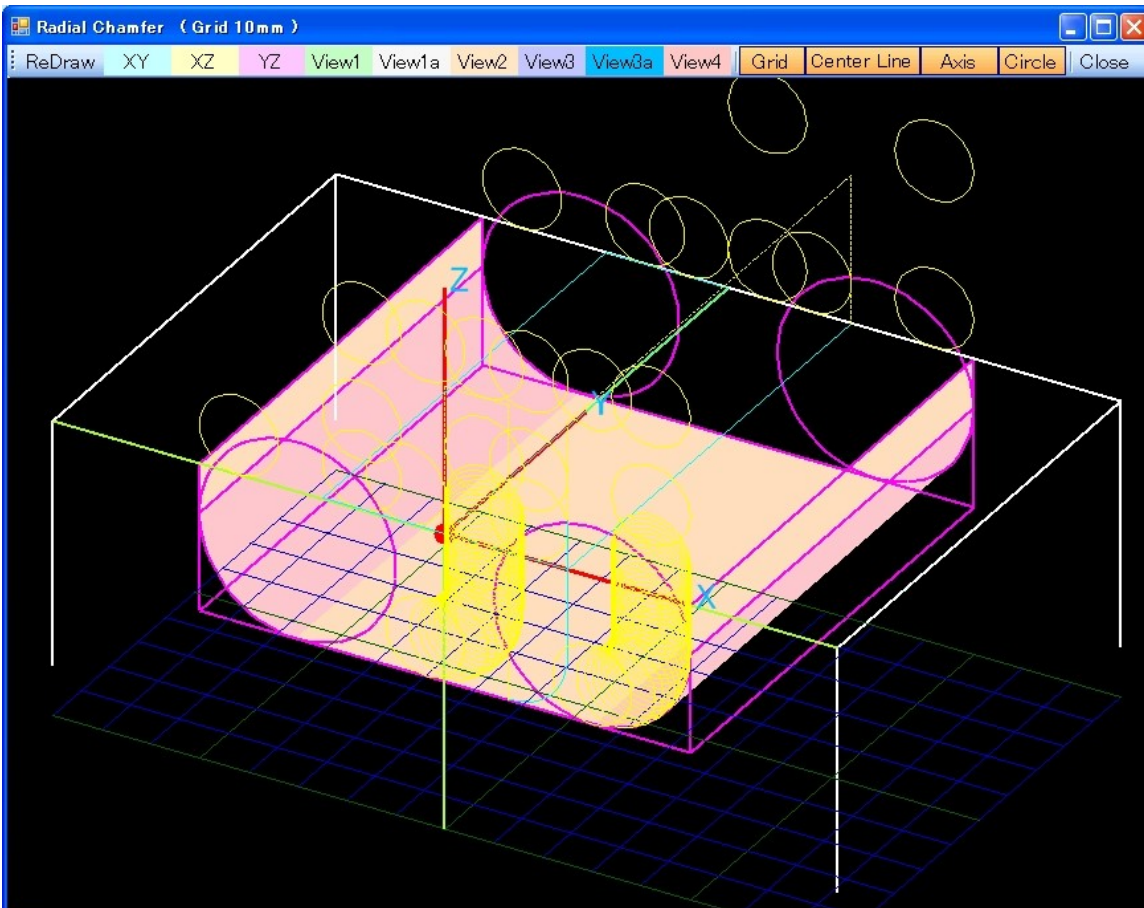 Radial Chamfer ( Grid 10mm )
ReDraw XY XZ YZ View1 View1a View2 View3 View3a View4 Grid Center Line Axis Circle Close
Z
Y
X